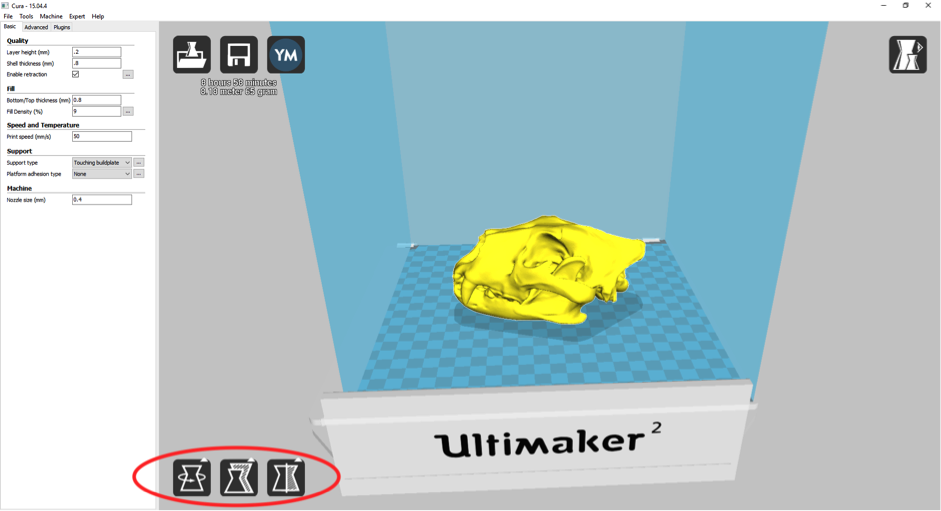 Cura - 15.04.4
File Tools Machine Expert Help
Basic Advanced Plugins
Quality
Layer height (mm) .2
Shell thickness (mm) .8
Enable retraction ...
Fill
Bottom/Top thickness (mm) 0.8
Fill Density (%) 9 ...
Speed and Temperature
Print speed (mm/s) 50
Support
Support type Touching buildplate ...
Platform adhesion type None ...
Machine
Nozzle size (mm) 0.4
YM
8 hours 58 minutes
65 gram
Ultimaker 2